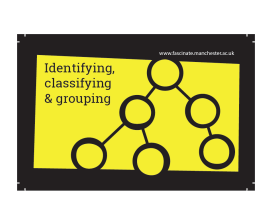 www.fascinate.manchester.ac.uk
Identifying,
classifying
& grouping